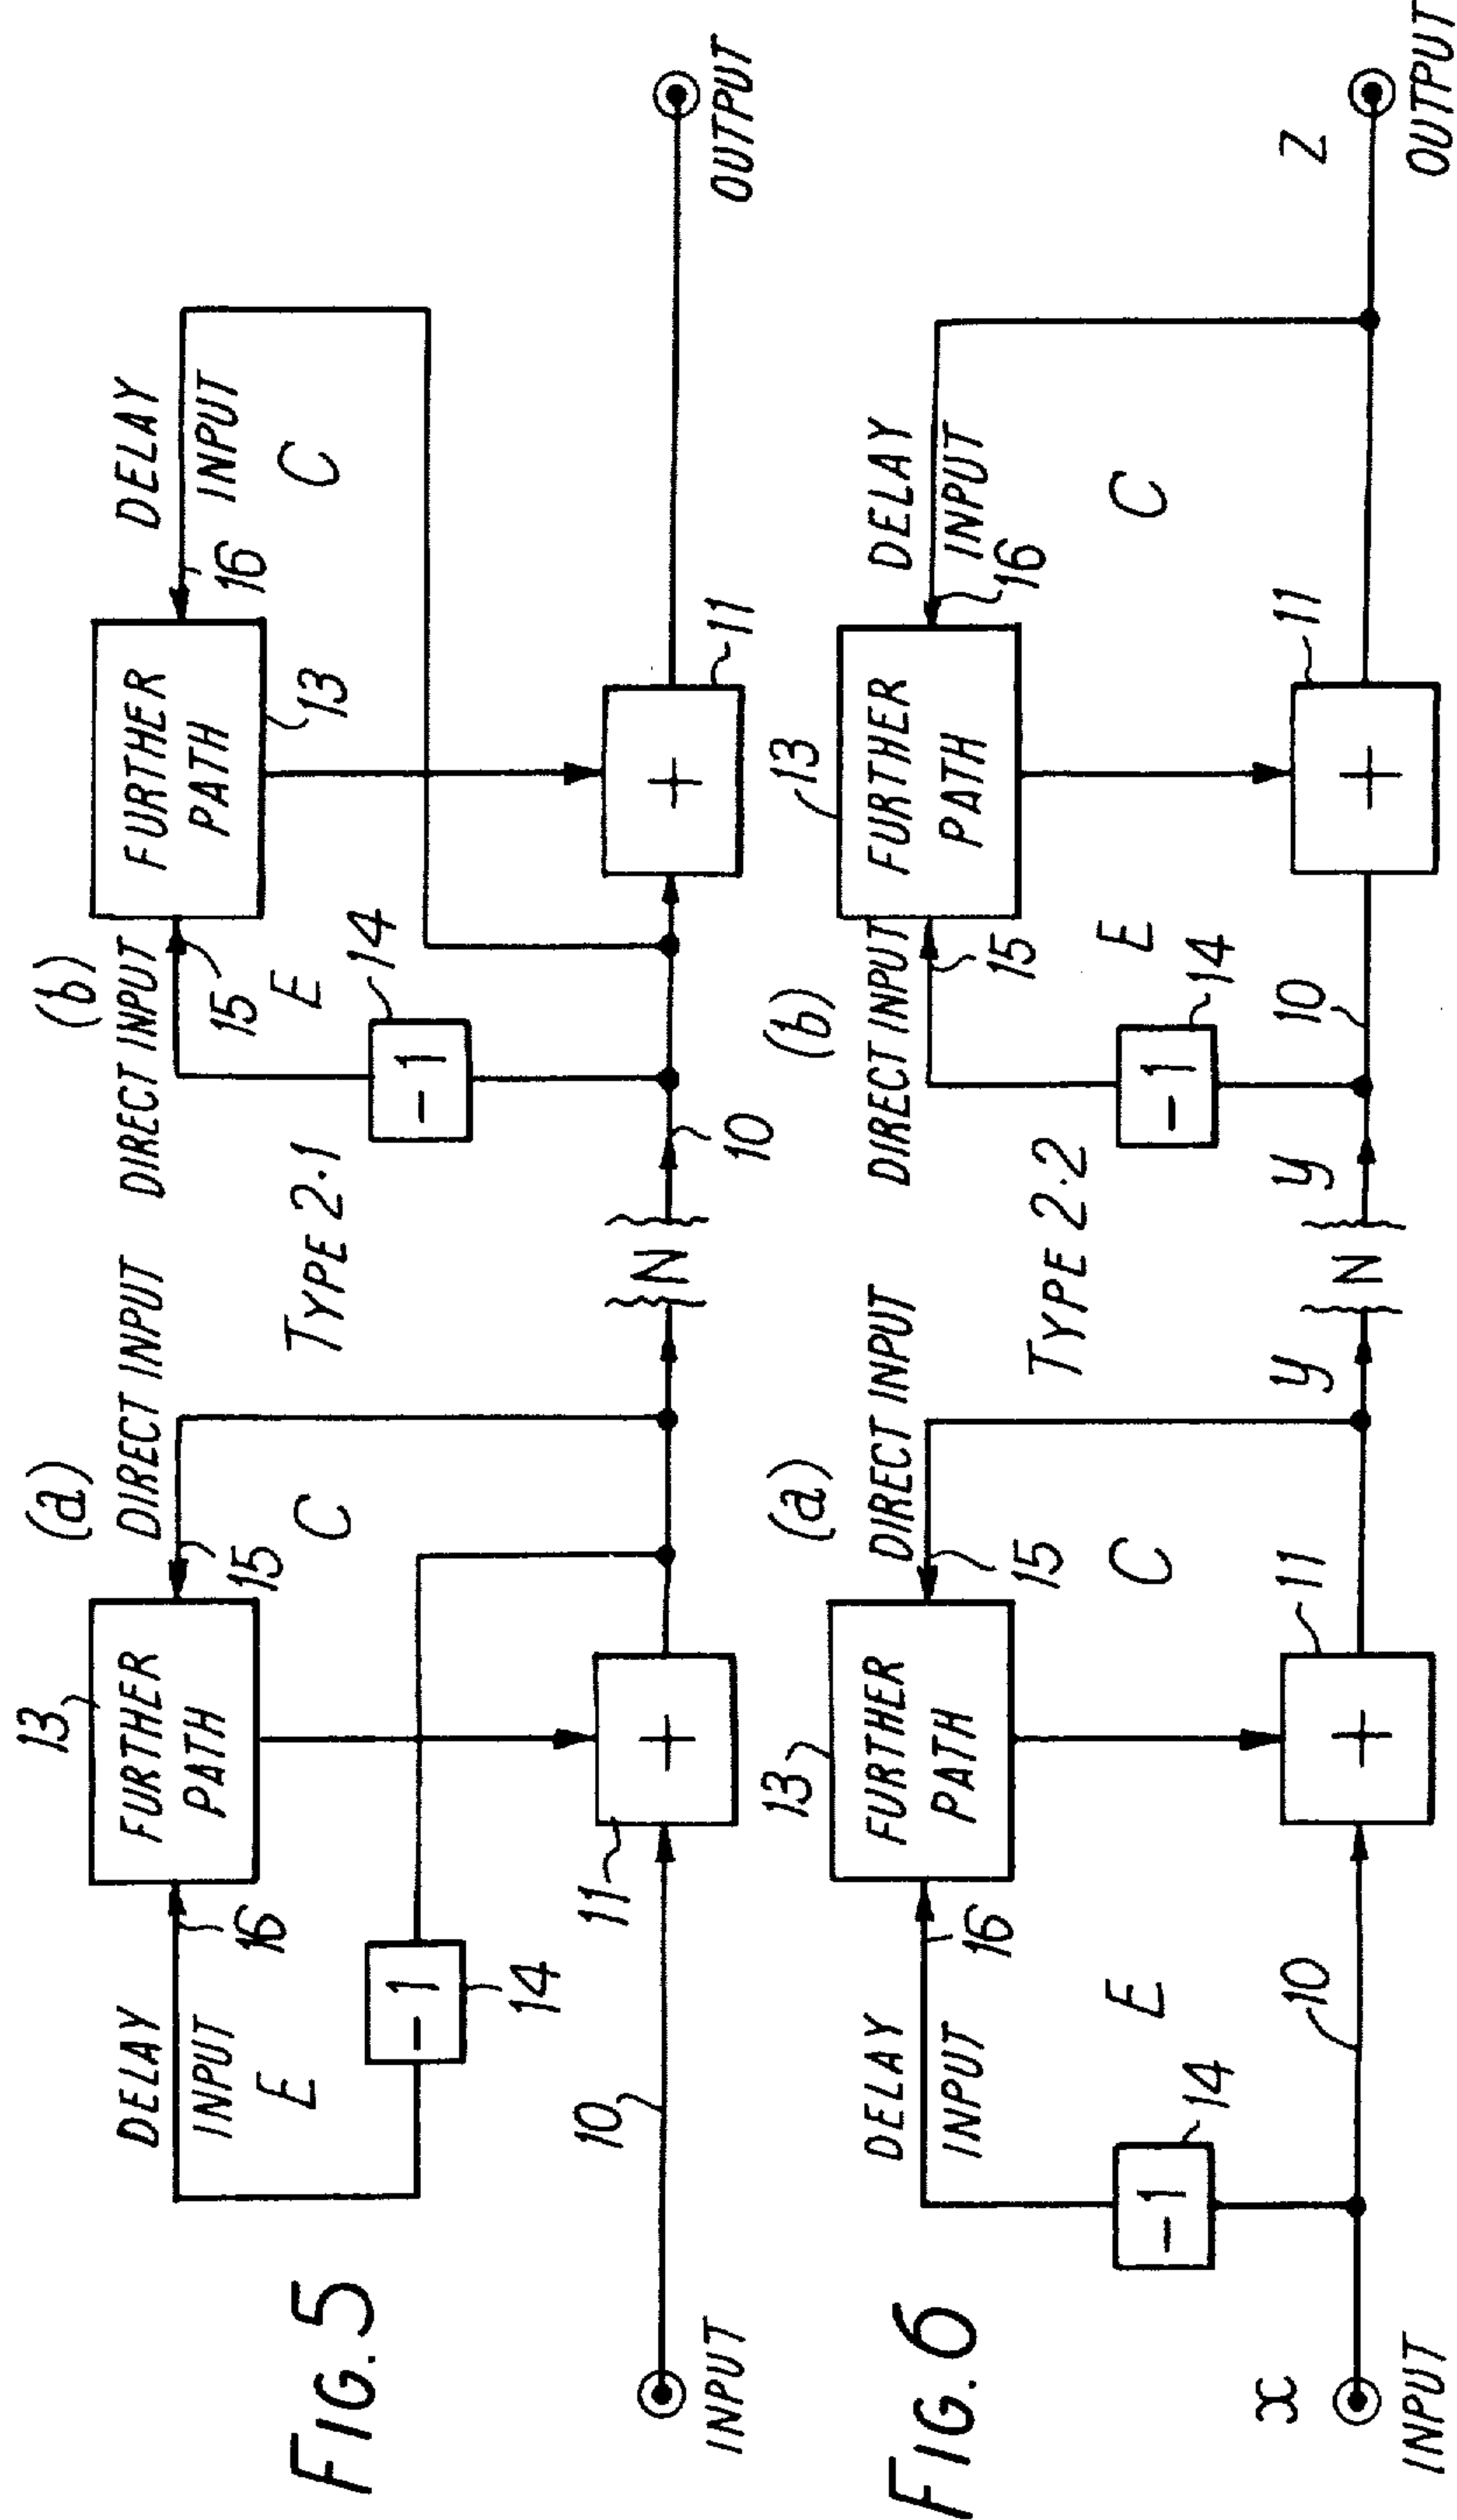 FIG. 5
(a)
(b)
13
DELAY
INPUT
16
E
FURTHER
PATH
DIRECT INPUT
15
C
14
-1
TYPE 2·1
DIRECT INPUT
15
E
14
-1
FURTHER
PATH
13
DELAY
INPUT
16
C
10
11
+
N
10
+
11
INPUT
OUTPUT
FIG. 6
(a)
(b)
13
DELAY
INPUT
16
E
FURTHER
PATH
DIRECT INPUT
15
C
14
-1
TYPE 2·2
DIRECT INPUT
15
E
14
-1
13
FURTHER
PATH
DELAY
INPUT
16
C
x
10
11
+
y
N
y
10
+
11
Z
INPUT
OUTPUT